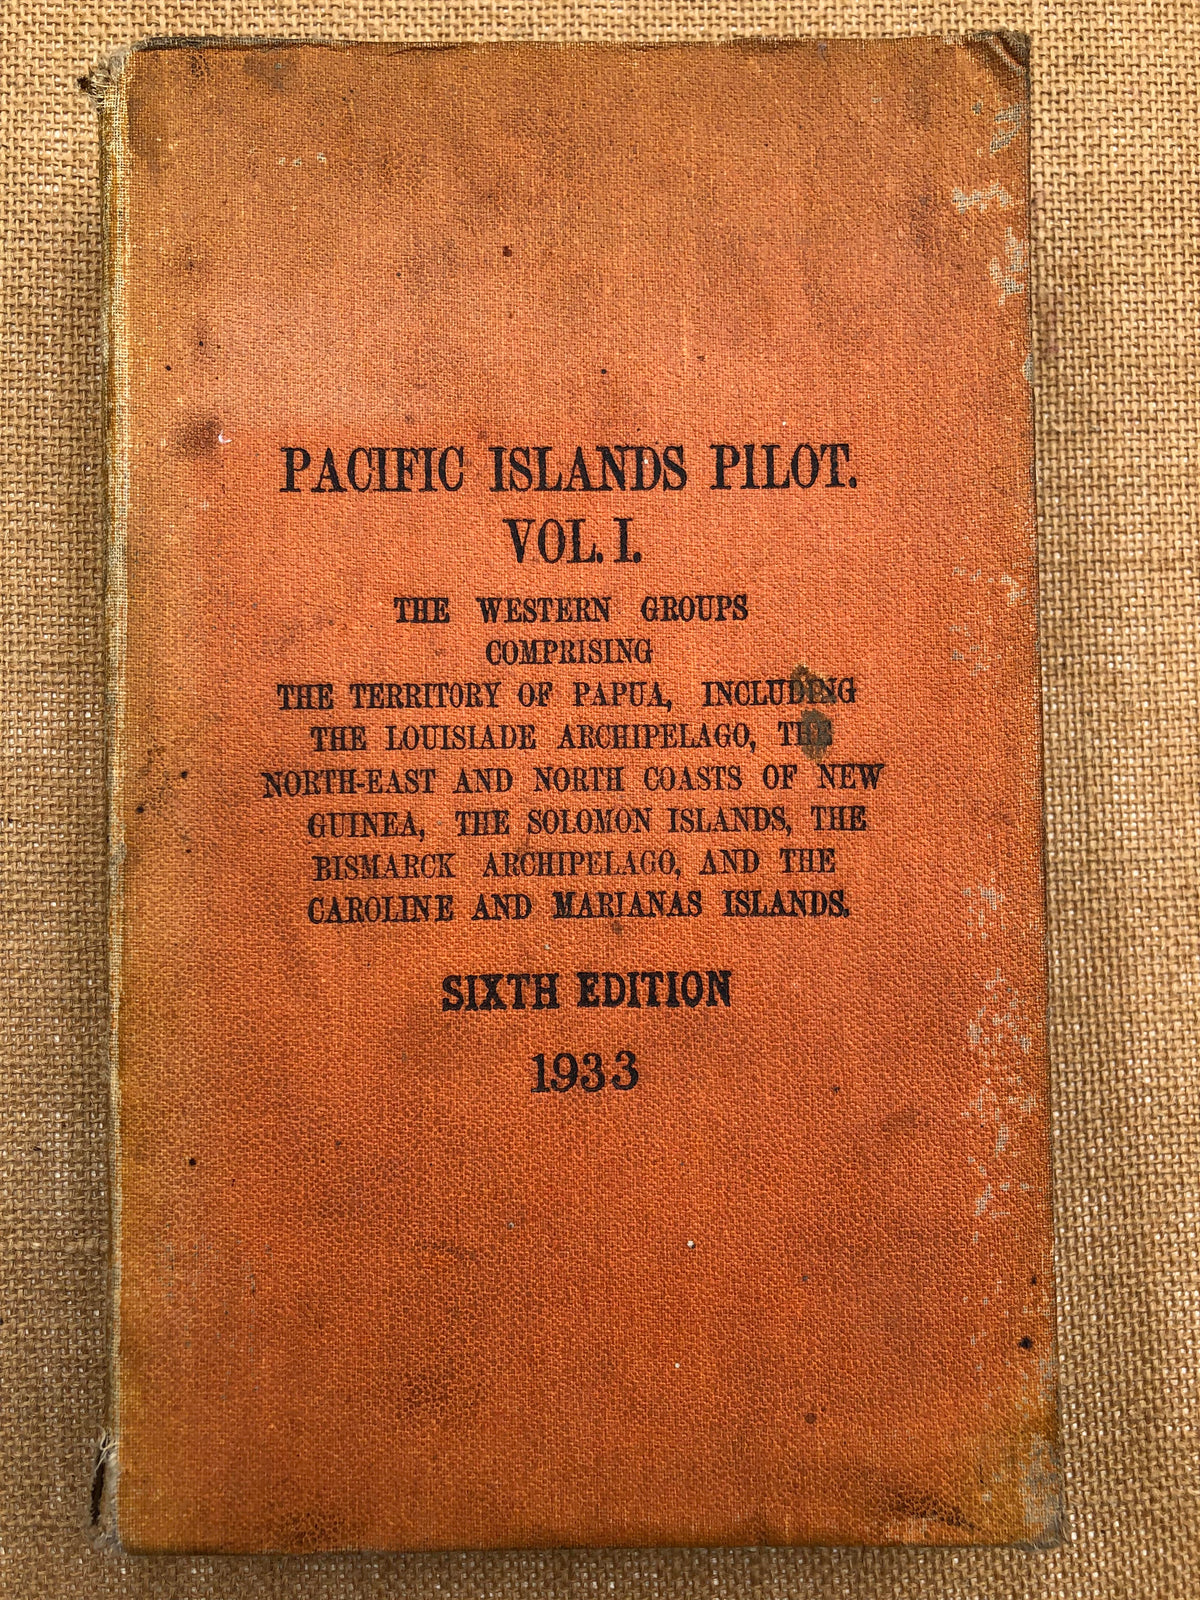 PACIFIC ISLANDS PILOT.
VOL. I.
THE WESTERN GROUPS
COMPRISING
THE TERRITORY OF PAPUA, INCLUDING
THE LOUISIADE ARCHIPELAGO, THE
NORTH-EAST AND NORTH COASTS OF NEW
GUINEA, THE SOLOMON ISLANDS, THE
BISMARCK ARCHIPELAGO, AND THE
CAROLINE AND MARIANAS ISLANDS.
SIXTH EDITION
1933